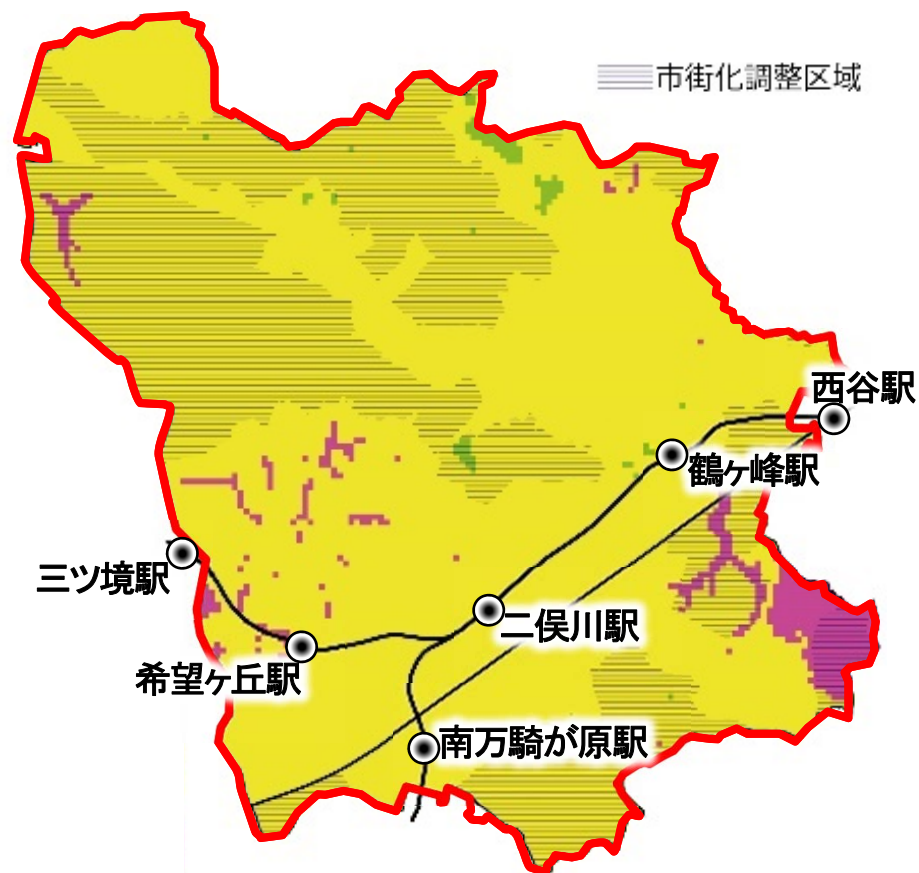 市街化調整区域
西谷駅
鶴ヶ峰駅
三ツ境駅
二俣川駅
希望ヶ丘駅
南万騎が原駅